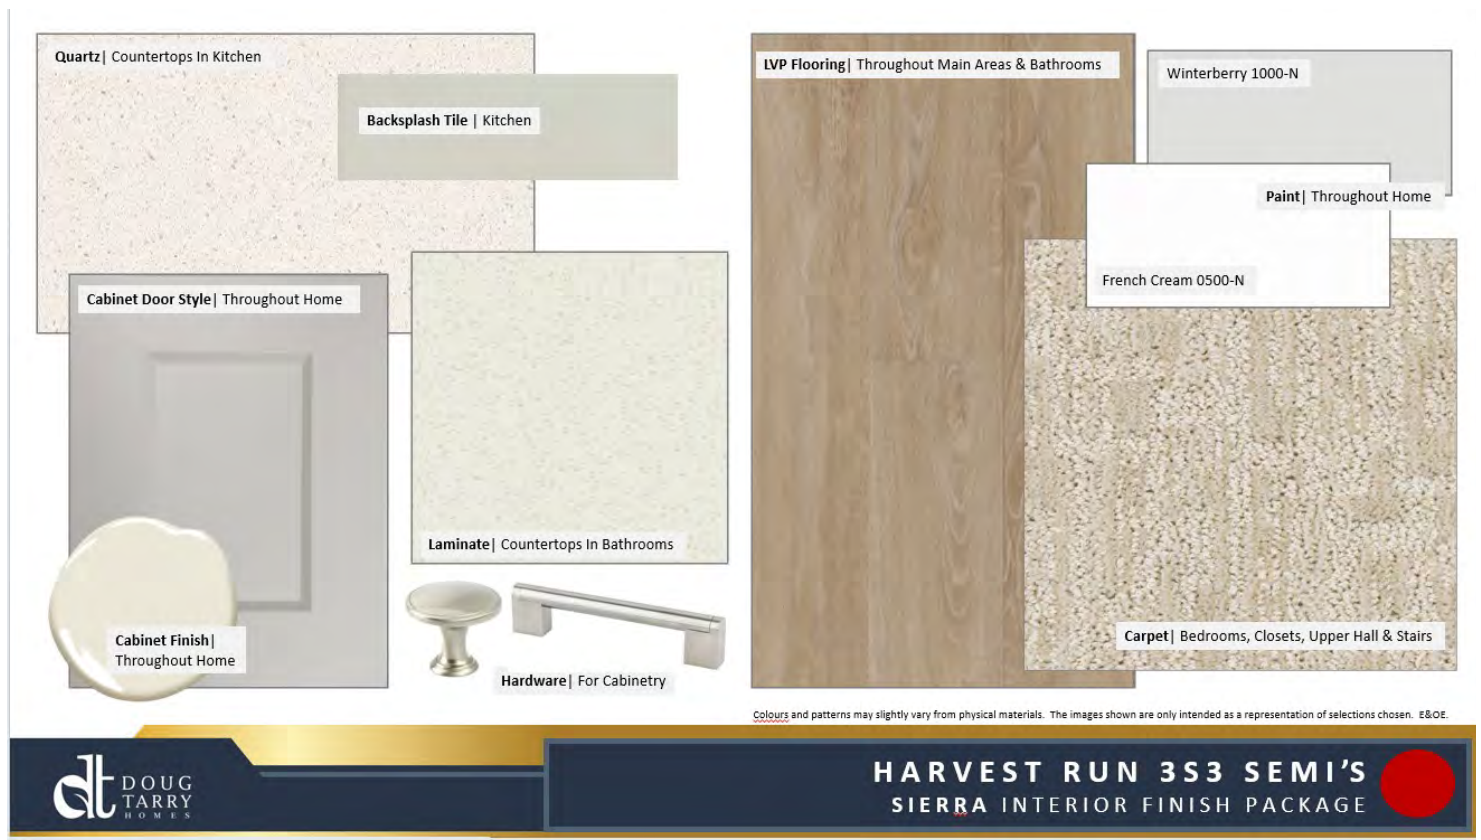 Quartz| Countertops In Kitchen
Backsplash Tile | Kitchen
Cabinet Door Style| Throughout Home
Laminate| Countertops In Bathrooms
Cabinet Finish|
Throughout Home
Hardware| For Cabinetry
LVP Flooring| Throughout Main Areas & Bathrooms
Winterberry 1000-N
Paint| Throughout Home
French Cream 0500-N
Carpet| Bedrooms, Closets, Upper Hall & Stairs
Colours and patterns may slightly vary from physical materials. The images shown are only intended as a representation of selections chosen. E&OE.
dt
DOUG
TARRY
HOMES
HARVEST RUN 3S3 SEMI’S
SIERRA INTERIOR FINISH PACKAGE